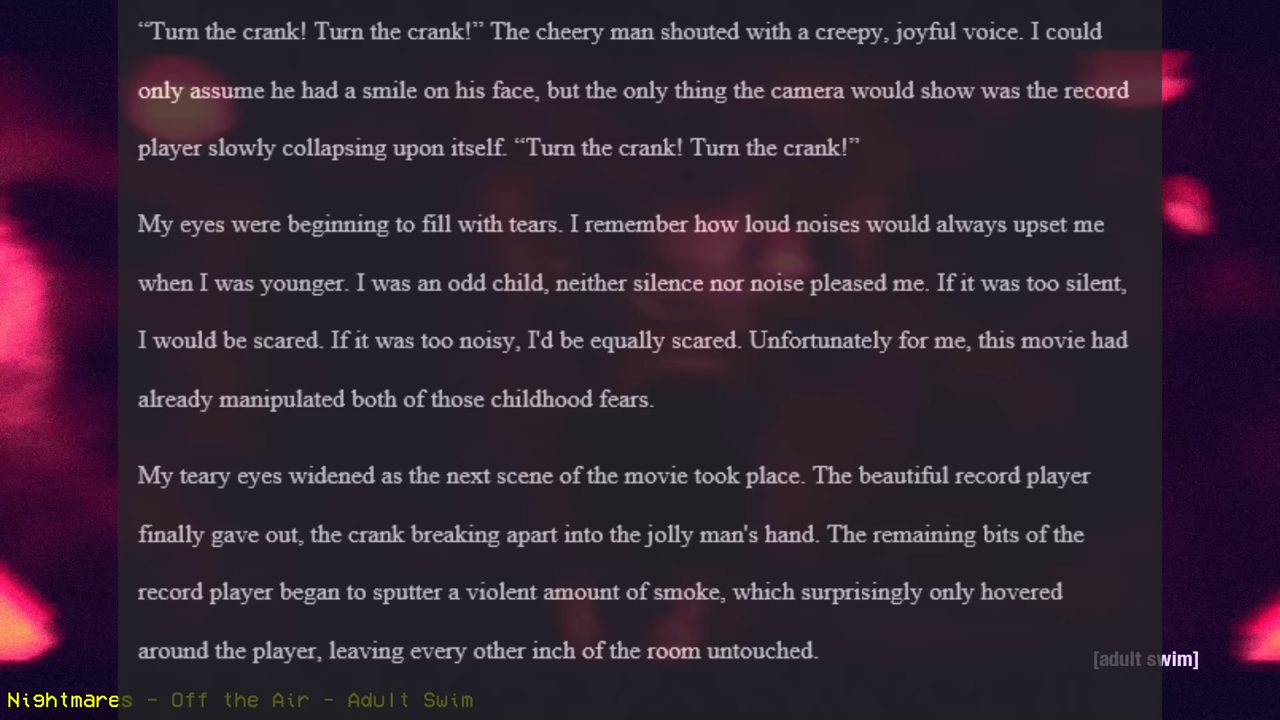 “Turn the crank! Turn the crank!” The cheery man shouted with a creepy, joyful voice. I could
only assume he had a smile on his face, but the only thing the camera would show was the record
player slowly collapsing upon itself. “Turn the crank! Turn the crank!”
My eyes were beginning to fill with tears. I remember how loud noises would always upset me
when I was younger. I was an odd child, neither silence nor noise pleased me. If it was too silent,
I would be scared. If it was too noisy, I'd be equally scared. Unfortunately for me, this movie had
already manipulated both of those childhood fears.
My teary eyes widened as the next scene of the movie took place. The beautiful record player
finally gave out, the crank breaking apart into the jolly man's hand. The remaining bits of the
record player began to sputter a violent amount of smoke, which surprisingly only hovered
around the player, leaving every other inch of the room untouched.
[adult swim]
Nightmares - Off the Air - Adult Swim